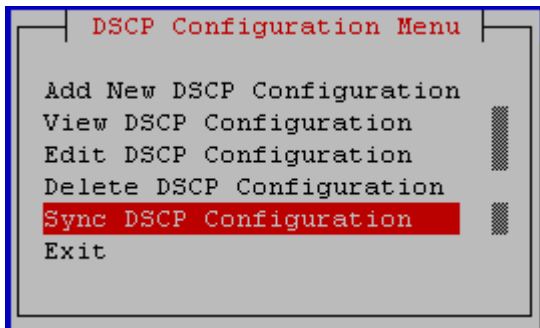 DSCP Configuration Menu
Add New DSCP Configuration
View DSCP Configuration
Edit DSCP Configuration
Delete DSCP Configuration
Sync DSCP Configuration
Exit